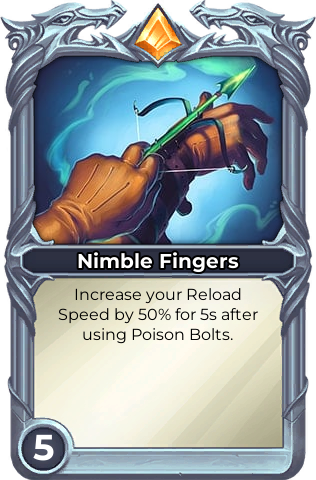 Nimble Fingers
Increase your Reload
Speed by 50% for 5s after
using Poison Bolts.
5